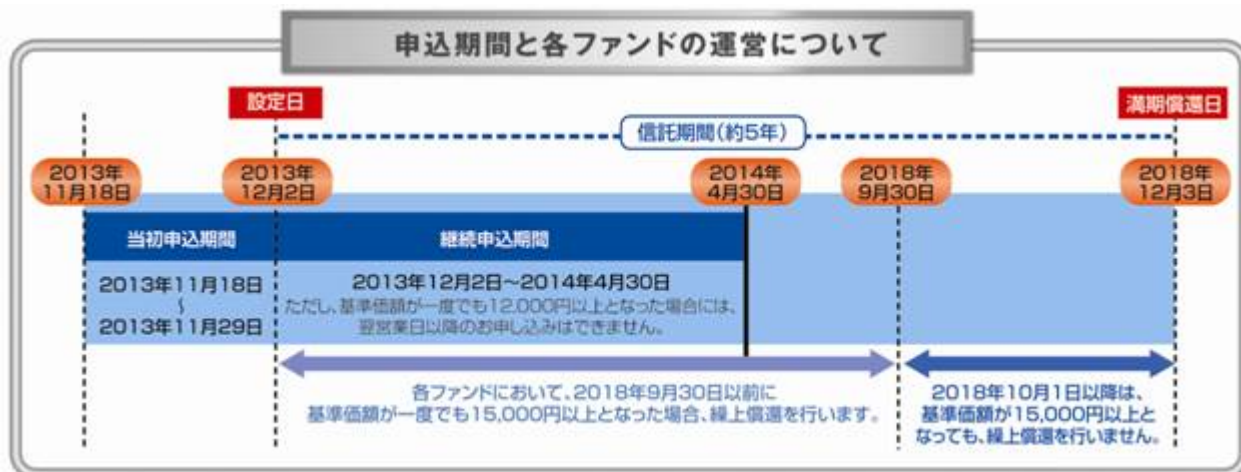 申込期間と各ファンドの運営について
設定日
満期償還日
信託期間(約5年)
2013年
11月18日
2013年
12月2日
2014年
4月30日
2018年
9月30日
2018年
12月3日
当初申込期間
継続申込期間
2013年11月18日
~
2013年11月29日
2013年12月2日~2014年4月30日
ただし、基準価額が一度でも12,000円以上となった場合には、
翌営業日以降のお申し込みはできません。
各ファンドにおいて、2018年9月30日以前に
基準価額が一度でも15,000円以上となった場合、繰上償還を行います。
2018年10月1日以降は、
基準価額が15,000円以上と
なっても、繰上償還を行いません。